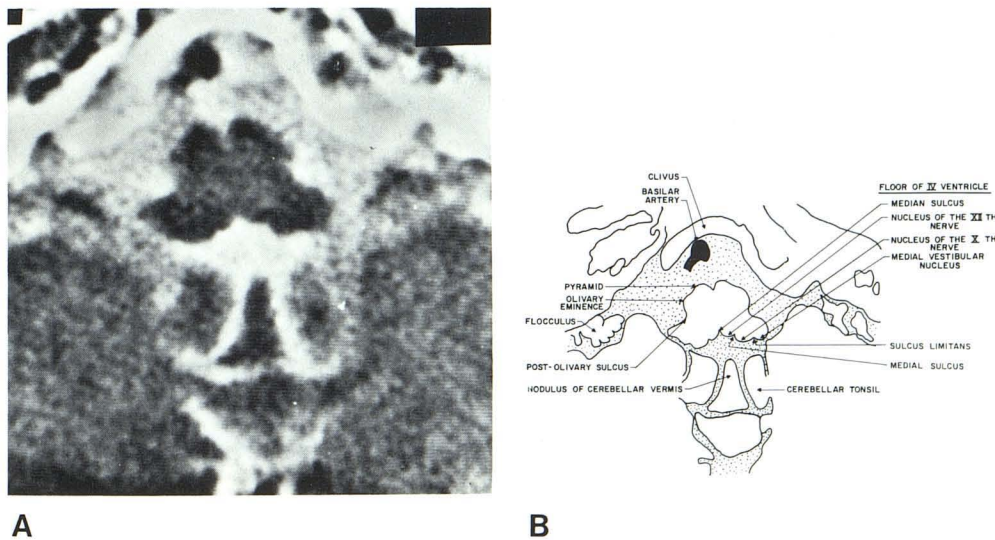 CLIVUS
BASILAR
ARTERY
FLOOR OF IV VENTRICLE
MEDIAN SULCUS
NUCLEUS OF THE XII TH
NERVE
NUCLEUS OF THE X TH
NERVE
MEDIAL VESTIBULAR
NUCLEUS
PYRAMID
OLIVARY
EMINENCE
FLOCCULUS
SULCUS LIMITANS
POST-OLIVARY SULCUS
MEDIAL SULCUS
NODULUS OF CEREBELLAR VERMIS
CEREBELLAR TONSIL
A
B